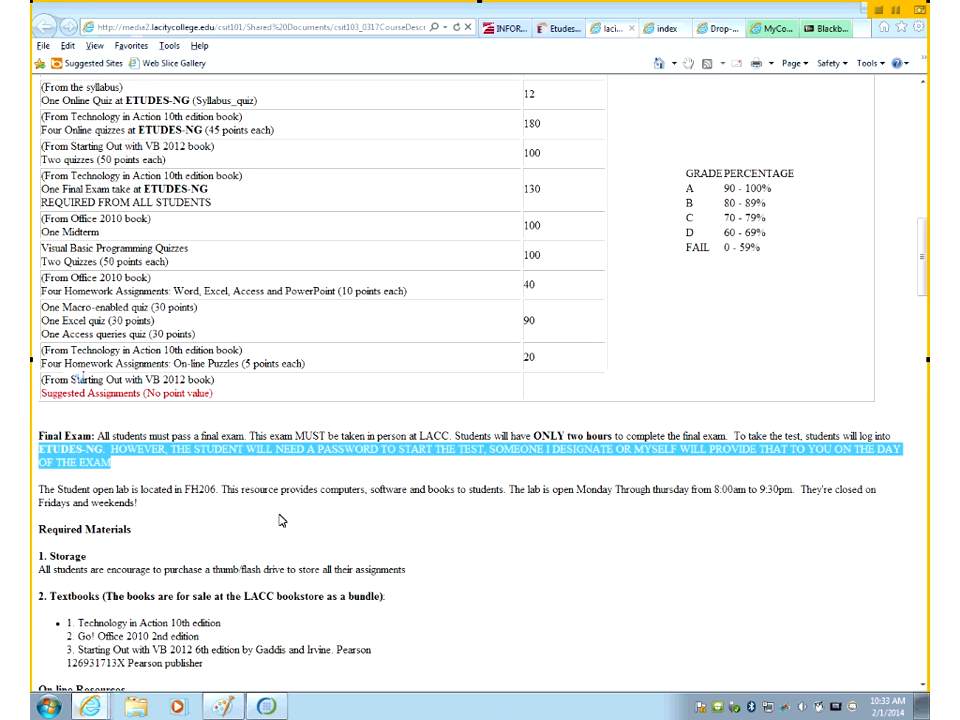 http://media2.lacitycollege.edu/csit101/Shared%20Documents/csit103_0317CourseDescr
INFOR...
Etudes...
laci...
index
Drop-...
MyCo...
Blackb...
File Edit View Favorites Tools Help
Suggested Sites Web Slice Gallery
Page Safety Tools
(From the syllabus)
One Online Quiz at ETUDES-NG (Syllabus_quiz)
12
(From Technology in Action 10th edition book)
Four Online quizzes at ETUDES-NG (45 points each)
180
(From Starting Out with VB 2012 book)
Two quizzes (50 points each)
100
(From Technology in Action 10th edition book)
One Final Exam take at ETUDES-NG
REQUIRED FROM ALL STUDENTS
130
(From Office 2010 book)
One Midterm
100
Visual Basic Programming Quizzes
Two Quizzes (50 points each)
100
(From Office 2010 book)
Four Homework Assignments: Word, Excel, Access and PowerPoint (10 points each)
40
One Macro-enabled quiz (30 points)
One Excel quiz (30 points)
One Access queries quiz (30 points)
90
(From Technology in Action 10th edition book)
Four Homework Assignments: On-line Puzzles (5 points each)
20
(From Starting Out with VB 2012 book)
Suggested Assignments (No point value)
GRADE PERCENTAGE
A 90 - 100%
B 80 - 89%
C 70 - 79%
D 60 - 69%
FAIL 0 - 59%
Final Exam: All students must pass a final exam. This exam MUST be taken in person at LACC. Students will have ONLY two hours to complete the final exam. To take the test, students will log into
ETUDES-NG. HOWEVER, THE STUDENT WILL NEED A PASSWORD TO START THE TEST, SOMEONE I DESIGNATE OR MYSELF WILL PROVIDE THAT TO YOU ON THE DAY
OF THE EXAM
The Student open lab is located in FH206. This resource provides computers, software and books to students. The lab is open Monday Through thursday from 8:00am to 9:30pm. They're closed on
Fridays and weekends!
Required Materials
1. Storage
All students are encourage to purchase a thumb/flash drive to store all their assignments
2. Textbooks (The books are for sale at the LACC bookstore as a bundle):
1. Technology in Action 10th edition
2. Go! Office 2010 2nd edition
3. Starting Out with VB 2012 6th edition by Gaddis and Irvine. Pearson
126931713X Pearson publisher
On line Resources
10:33 AM
2/1/2014